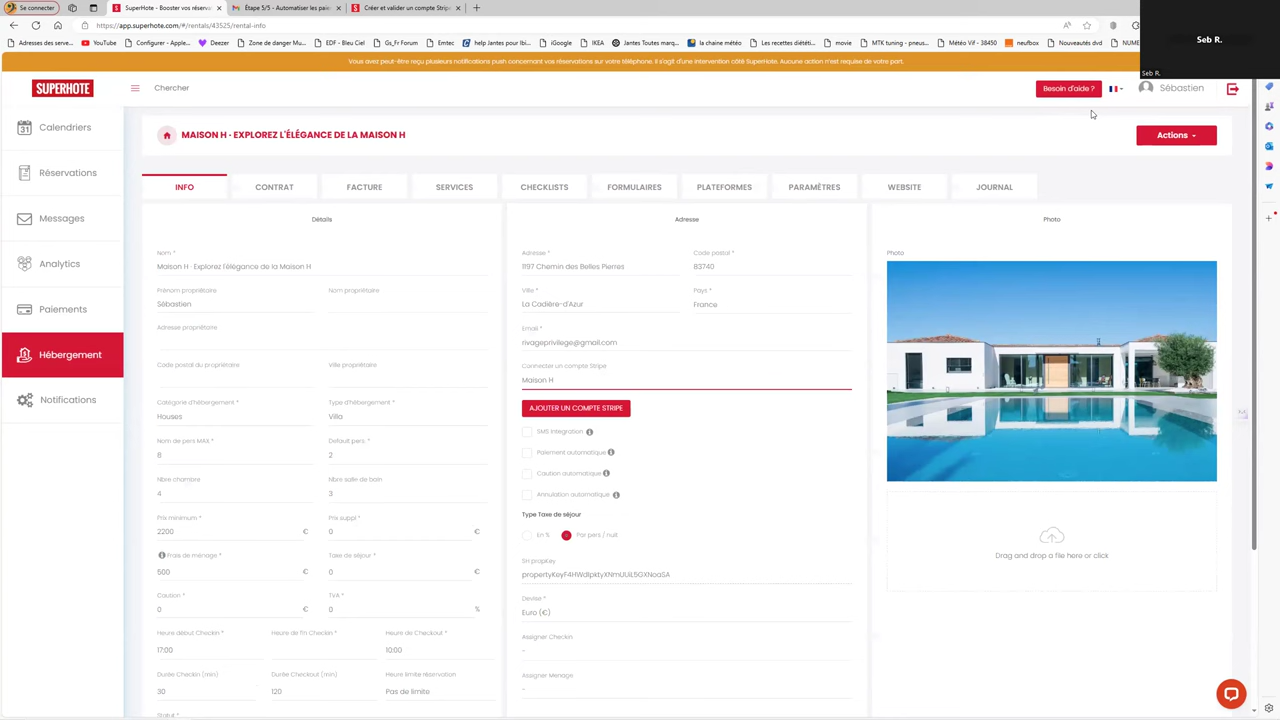 Se connecter
SuperHote - Booster vos réserva
Étape 5/5 - Automatiser les paie
Créer et valider un compte Stripe
https://app.superhote.com/#/rentals/43525/rental-info
Adresses des serve...
YouTube
Configurer - Apple...
Deezer
Zone de danger Mu...
EDF - Bleu Ciel
Gs_Fr Forum
Emtec
help Jantes pour Ibi...
iGoogle
IKEA
Jantes Toutes marq...
la chaine météo
Les recettes diététi...
movie
MTK tuning - pneus...
Météo Vif - 38450
neufbox
Nouveautés dvd
NUME
Seb R.
Seb R.
Vous avez peut-être reçu plusieurs notifications push concernant vos réservations sur votre téléphone. Il s'agit d'une intervention côté SuperHote. Aucune action n'est requise de votre part.
SUPERHOTE
Chercher
Besoin d'aide ?
Sébastien
Calendriers
Réservations
Messages
Analytics
Paiements
Hébergement
Notifications
MAISON H · EXPLOREZ L'ÉLÉGANCE DE LA MAISON H
Actions
INFO
CONTRAT
FACTURE
SERVICES
CHECKLISTS
FORMULAIRES
PLATEFORMES
PARAMÈTRES
WEBSITE
JOURNAL
Détails
Nom *
Maison H · Explorez l'élégance de la Maison H
Prénom propriétaire
Nom propriétaire
Sébastien
Adresse propriétaire
Code postal du propriétaire
Ville propriétaire
Catégorie d'hébergement *
Type d'hébergement *
Houses
Villa
Nom de pers MAX *
Default pers. *
8
2
Nbre chambre
Nbre salle de bain
4
3
Prix minimum *
Prix suppl *
2200 €
0 €
Frais de ménage *
Taxe de séjour *
500 €
0 €
Caution *
TVA *
0 €
0 %
Heure début Checkin *
Heure de fin Checkin *
Heure de Checkout *
17:00
10:00
Durée Checkin (min)
Durée Checkout (min)
Heure limite réservation
30
120
Pas de limite
Statut *
Adresse
Adresse *
Code postal *
1197 Chemin des Belles Pierres
83740
Ville *
Pays *
La Cadière-d'Azur
France
Email *
rivageprivilege@gmail.com
Connecter un compte Stripe
Maison H
AJOUTER UN COMPTE STRIPE
SMS Integration
Paiement automatique
Caution automatique
Annulation automatique
Type Taxe de séjour
En %
Par pers / nuit
SH propKey
propertyKeyF4HWdlpktyXNmUUiL5GXNoaSA
Devise *
Euro (€)
Assigner Checkin
-
Assigner Menage
-
Photo
Photo
Drag and drop a file here or click